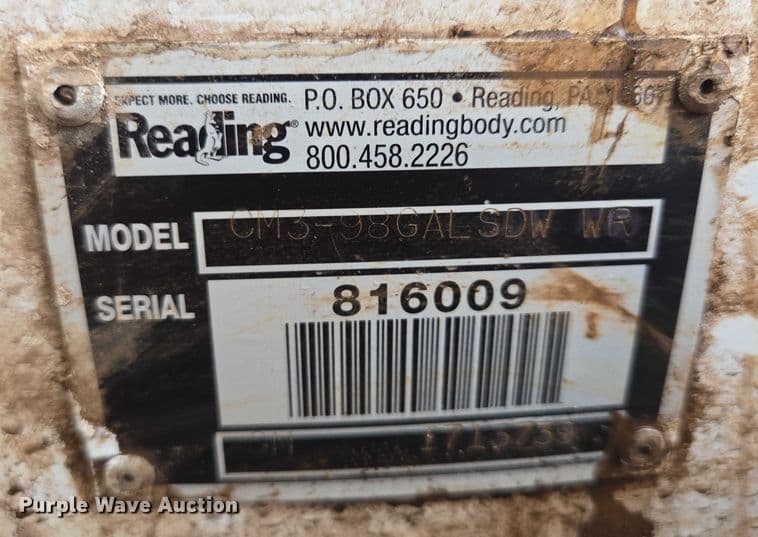 EXPECT MORE. CHOOSE READING.
Reading®
P.O. BOX 650 • Reading, PA
www.readingbody.com
800.458.2226
MODEL CM3-98GALSDW WR
SERIAL 816009
Purple Wave Auction